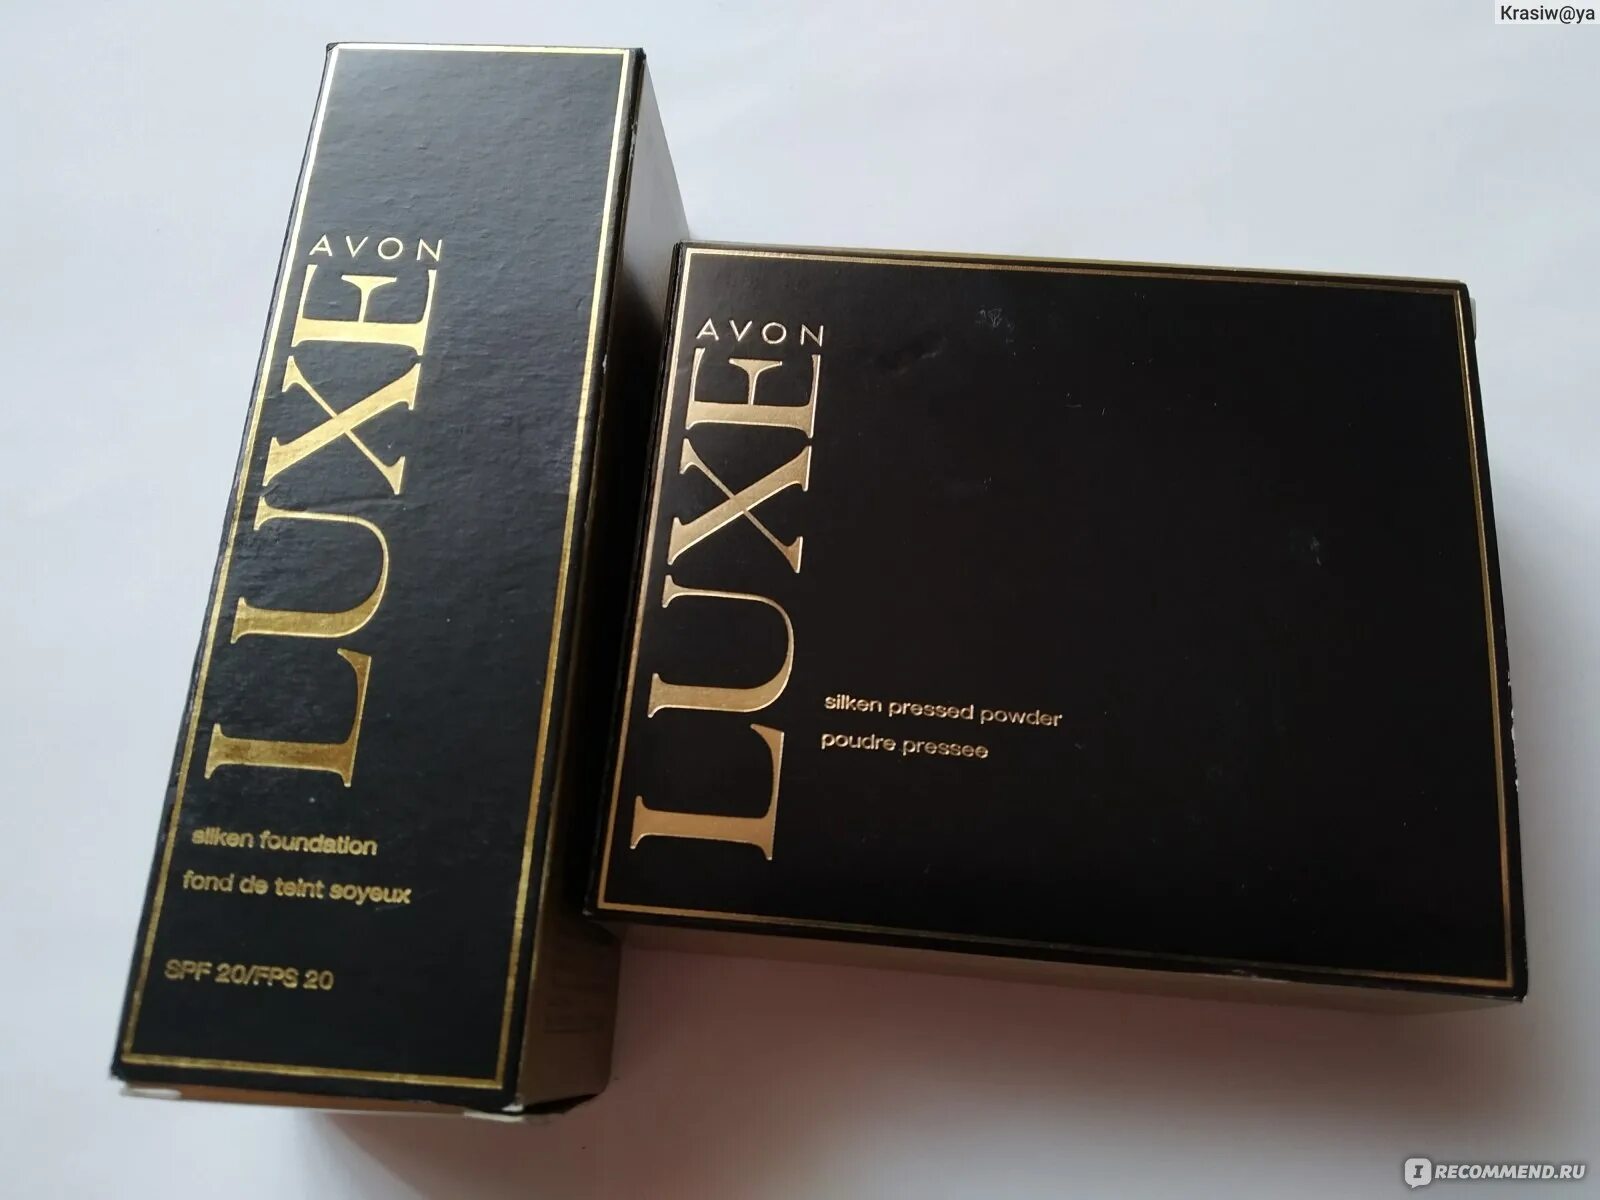 Krasiw@ya
AVON
LUXE
silken foundation
fond de teint soyeux
SPF 20/FPS 20
AVON
LUXE
silken pressed powder
poudre pressee
IRECOMMEND.RU